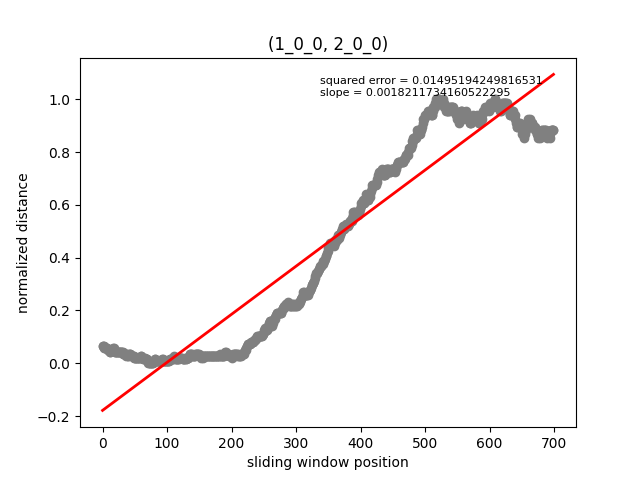 (1_0_0, 2_0_0)
squared error = 0.01495194249816531
slope = 0.0018211734160522295
normalized distance
1.0
0.8
0.6
0.4
0.2
0.0
−0.2
0 100 200 300 400 500 600 700
sliding window position